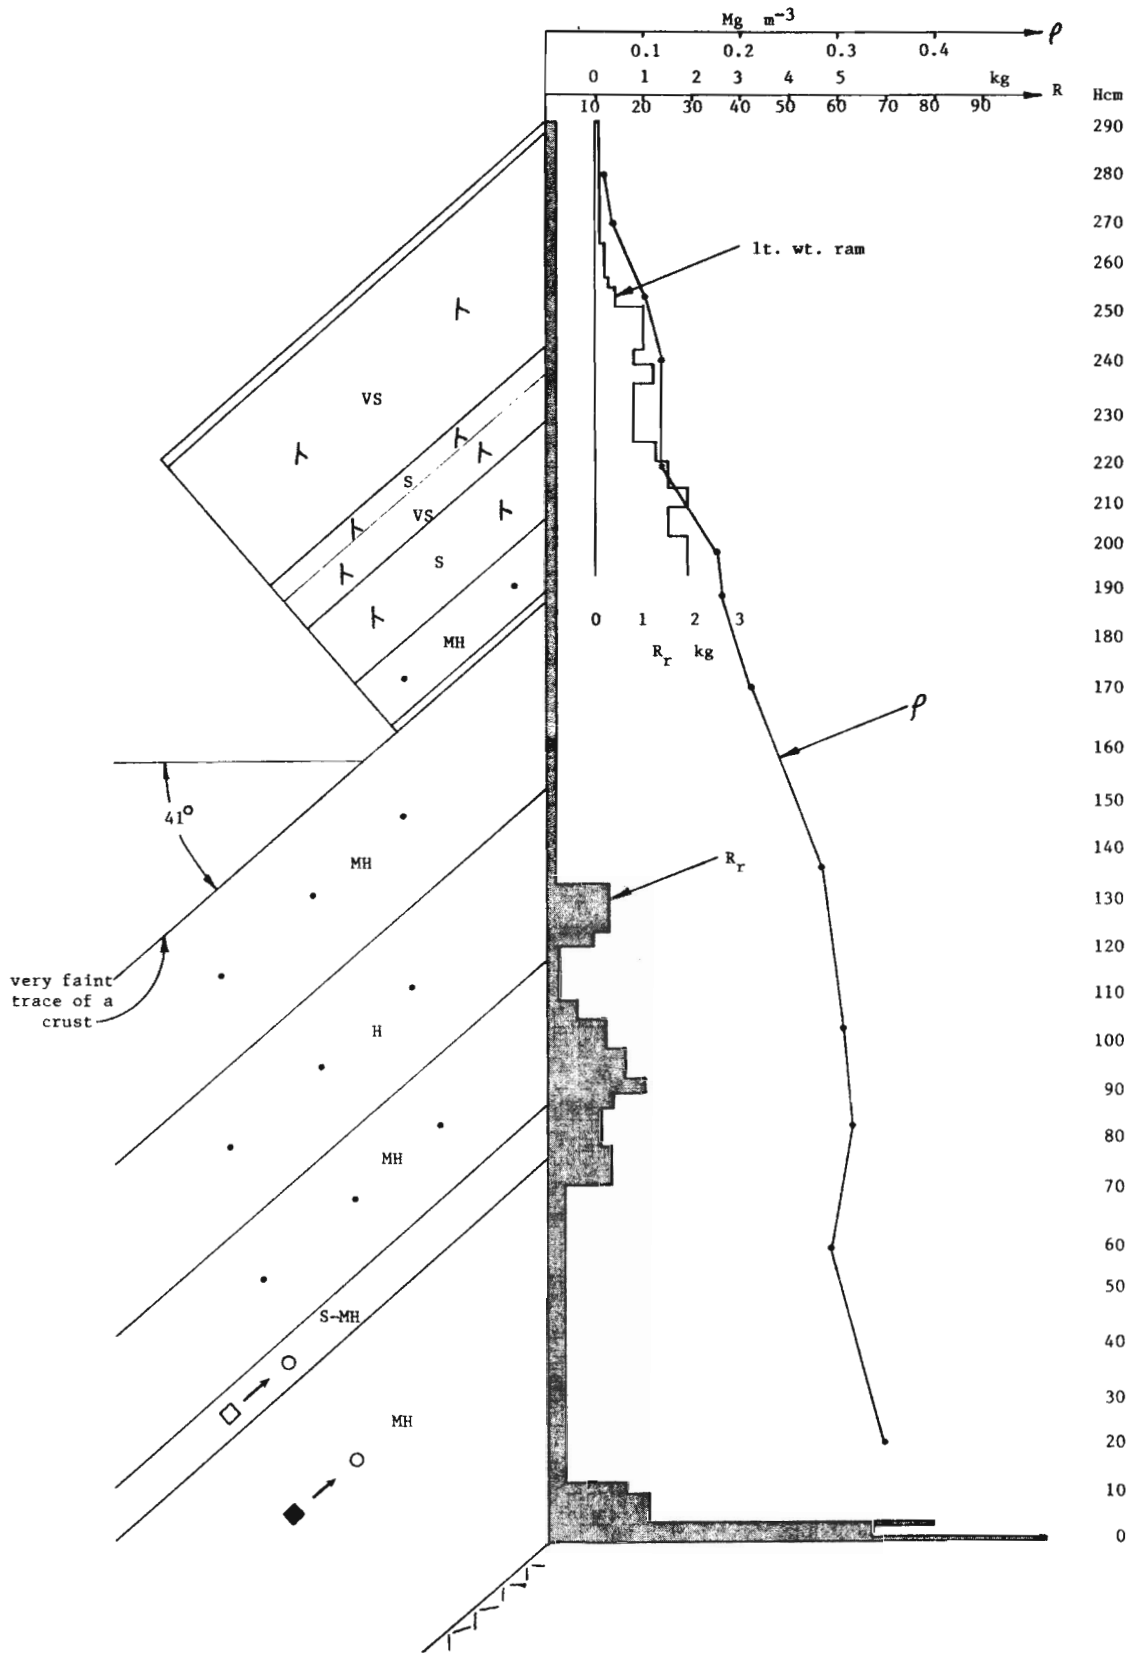 Mg m-3
ρ
0.1 0.2 0.3 0.4
0 1 2 3 4 5 kg
R Hcm
10 20 30 40 50 60 70 80 90
290
280
270
lt. wt. ram
260
250
240
VS
230
220
S
210
VS
200
S
190
0 1 2 3
180
MH
Rr kg
170
ρ
160
150
41°
140
MH
Rr
130
120
very faint
trace of a
crust
110
H
100
90
80
MH
70
60
50
S-MH
40
30
MH
20
10
0